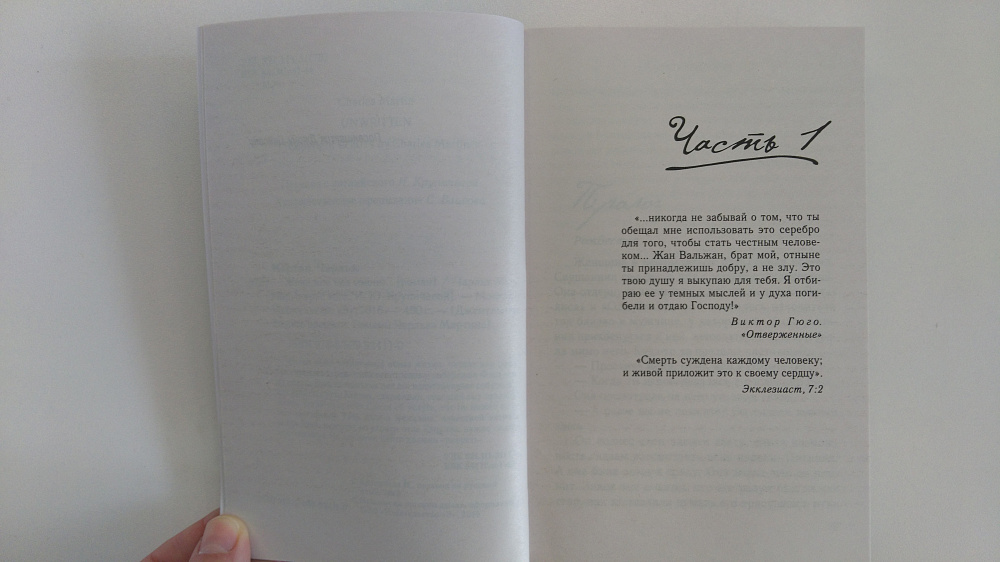 Часть 1
«...никогда не забывай о том, что ты
обещал мне использовать это серебро
для того, чтобы стать честным челове-
ком... Жан Вальжан, брат мой, отныне
ты принадлежишь добру, а не злу. Это
твою душу я выкупаю для тебя. Я отби-
раю ее у темных мыслей и у духа поги-
бели и отдаю Господу!»
Виктор Гюго.
«Отверженные»
«Смерть суждена каждому человеку;
и живой приложит это к своему сердцу».
Экклезиаст, 7:2